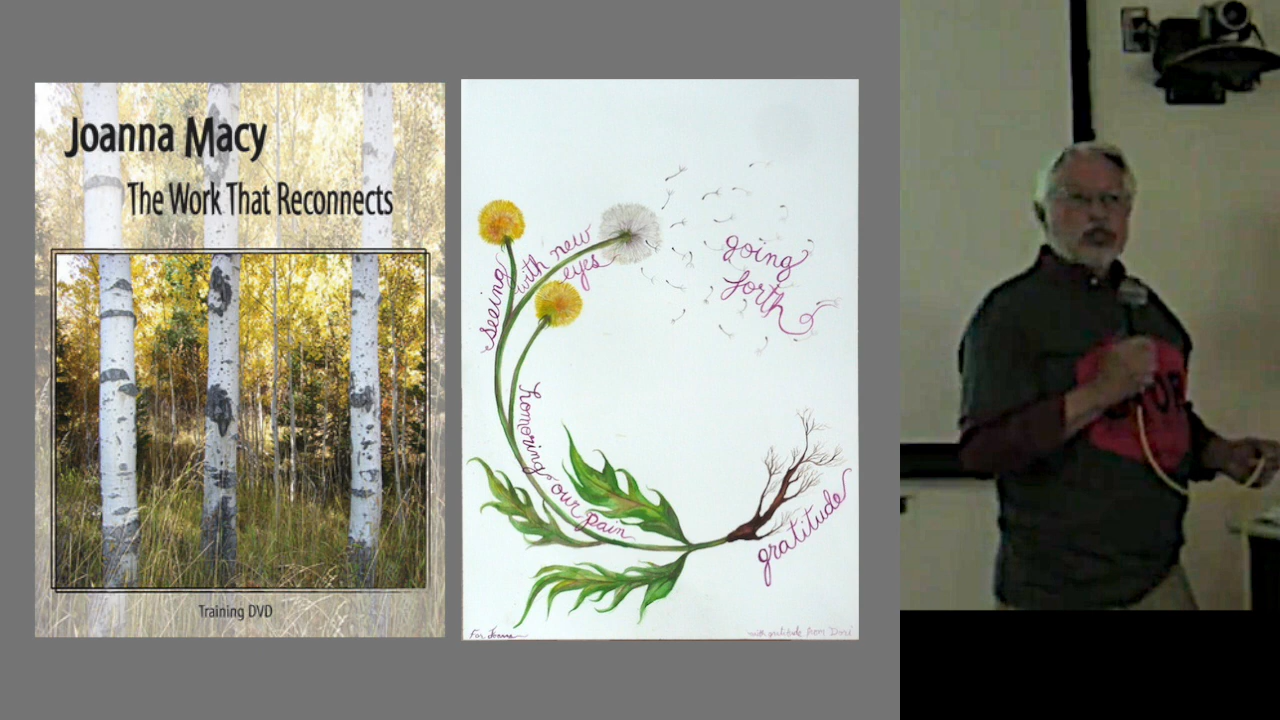 Joanna Macy
The Work That Reconnects
Training DVD
seeing
with new
eyes
going
forth
honoring our pain
gratitude
For Joanna
with gratitude from Dori